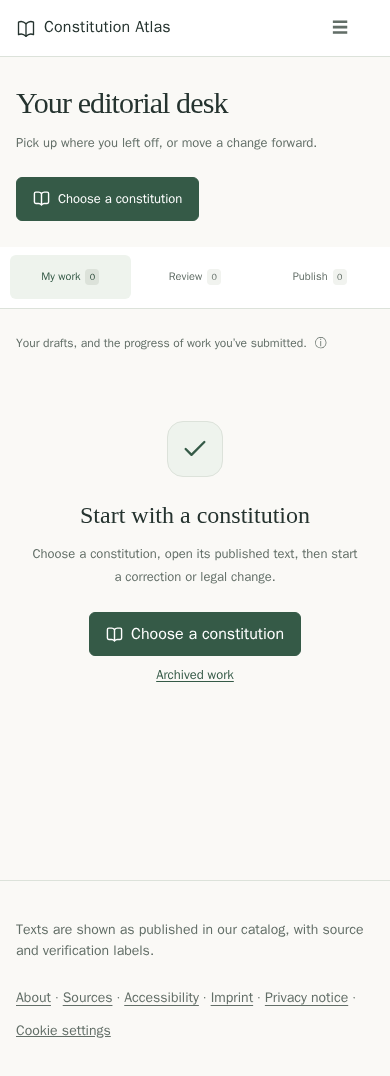 Constitution Atlas
Your editorial desk
Pick up where you left off, or move a change forward.
Choose a constitution
My work 0 Review 0 Publish 0
Your drafts, and the progress of work you've submitted. ⓘ
Start with a constitution
Choose a constitution, open its published text, then start
a correction or legal change.
Choose a constitution
Archived work
Texts are shown as published in our catalog, with source
and verification labels.
About · Sources · Accessibility · Imprint · Privacy notice ·
Cookie settings